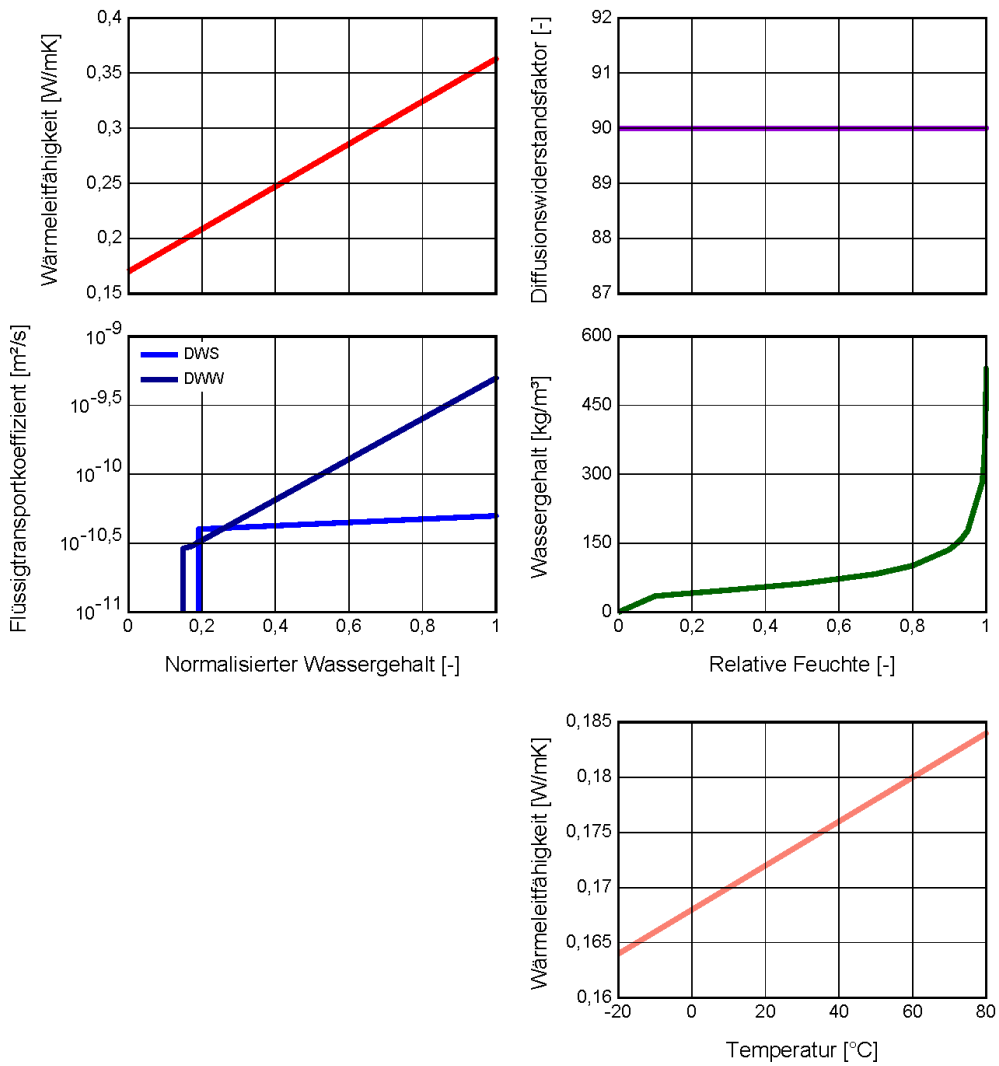 Wärmeleitfähigkeit [W/mK]
0,4
0,35
0,3
0,25
0,2
0,15
Diffusionswiderstandsfaktor [-]
92
91
90
89
88
87
Flüssigtransportkoeffizient [m²/s]
10⁻⁹
10⁻⁹,⁵
10⁻¹⁰
10⁻¹⁰,⁵
10⁻¹¹
DWS
DWW
0 0,2 0,4 0,6 0,8 1
Normalisierter Wassergehalt [-]
Wassergehalt [kg/m³]
600
450
300
150
0
0 0,2 0,4 0,6 0,8 1
Relative Feuchte [-]
Wärmeleitfähigkeit [W/mK]
0,185
0,18
0,175
0,17
0,165
0,16
-20 0 20 40 60 80
Temperatur [°C]